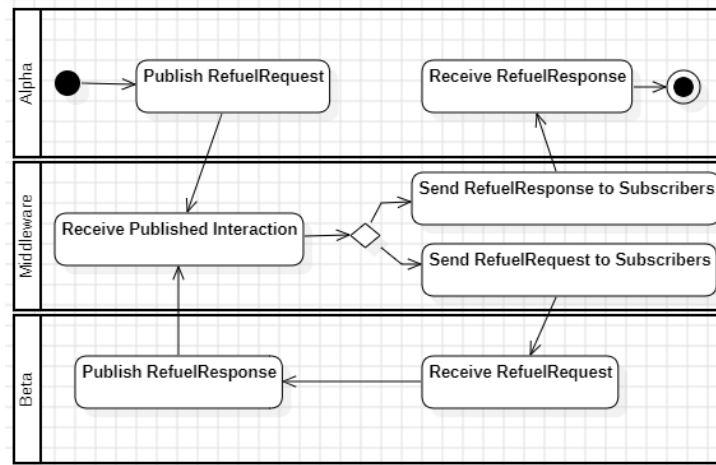 Alpha
Publish RefuelRequest
Receive RefuelResponse
Middleware
Send RefuelResponse to Subscribers
Receive Published Interaction
Send RefuelRequest to Subscribers
Beta
Publish RefuelResponse
Receive RefuelRequest